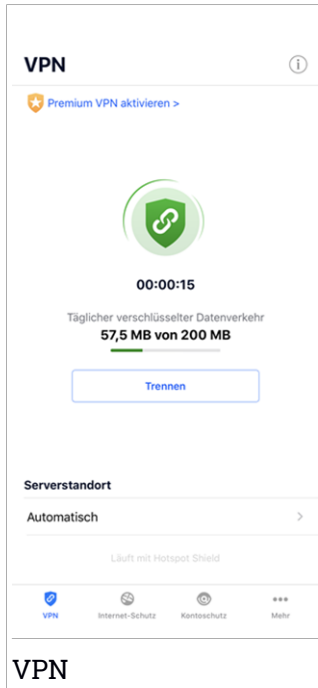 VPN
Premium VPN aktivieren >
00:00:15
Täglicher verschlüsselter Datenverkehr
57,5 MB von 200 MB
Trennen
Serverstandort
Automatisch
Läuft mit Hotspot Shield
VPN Internet-Schutz Kontoschutz Mehr
VPN